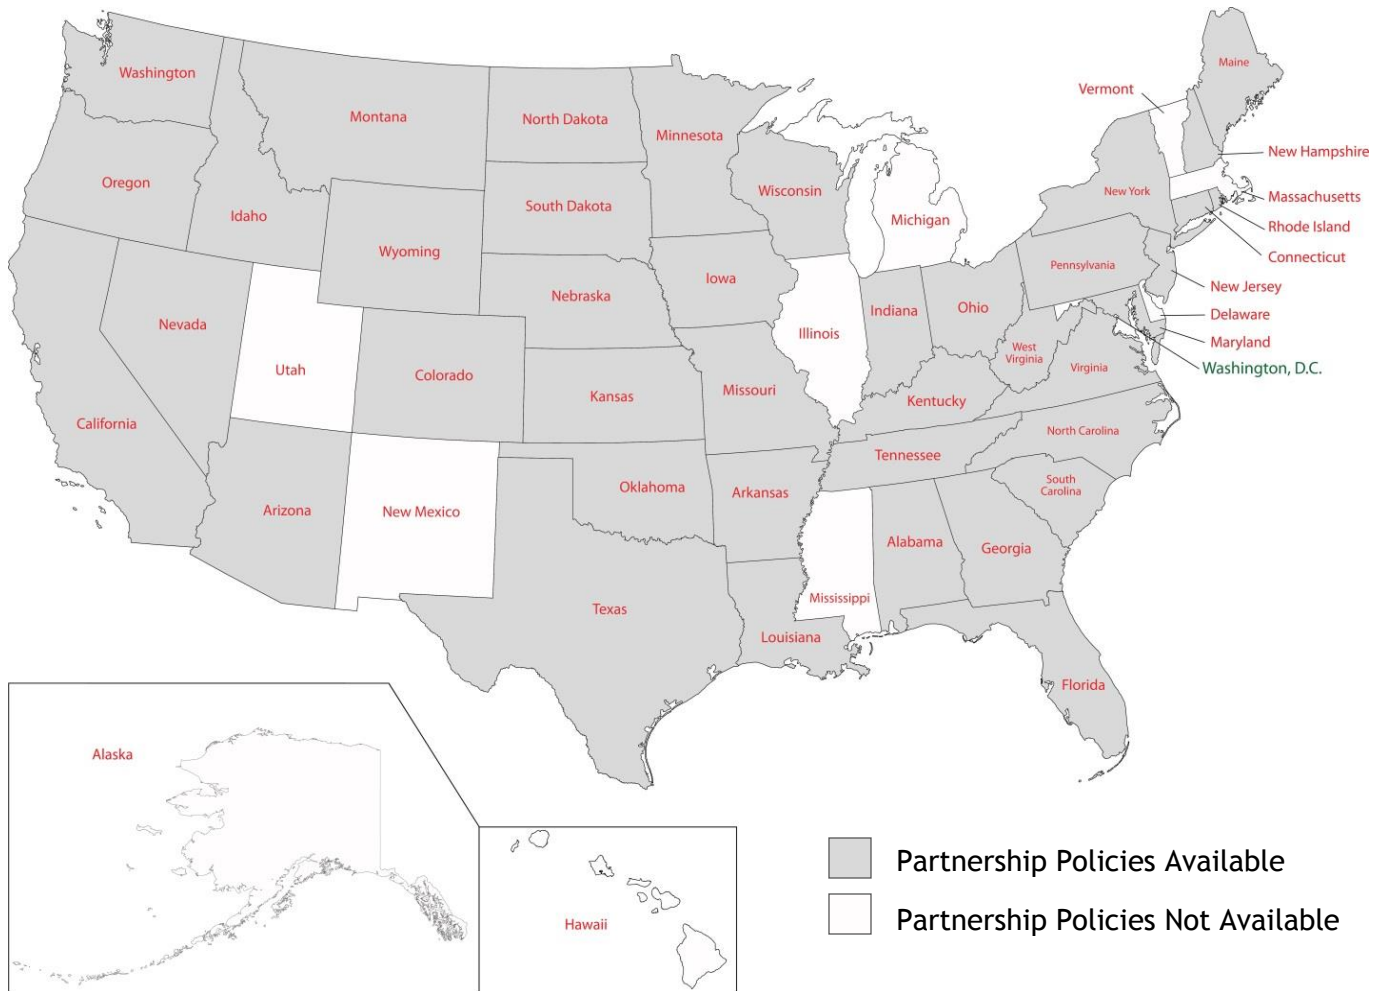 Washington
Montana
North Dakota
Minnesota
Maine
Vermont
New Hampshire
Oregon
Idaho
South Dakota
Wisconsin
Michigan
New York
Massachusetts
Rhode Island
Connecticut
Wyoming
Iowa
Pennsylvania
New Jersey
Nebraska
Nevada
Illinois
Indiana
Ohio
Delaware
Maryland
Utah
Colorado
West
Virginia
Virginia
Washington, D.C.
Kansas
Missouri
Kentucky
California
North Carolina
Tennessee
South
Carolina
Arizona
New Mexico
Oklahoma
Arkansas
Alabama
Georgia
Mississippi
Texas
Louisiana
Florida
Alaska
Hawaii
Partnership Policies Available
Partnership Policies Not Available